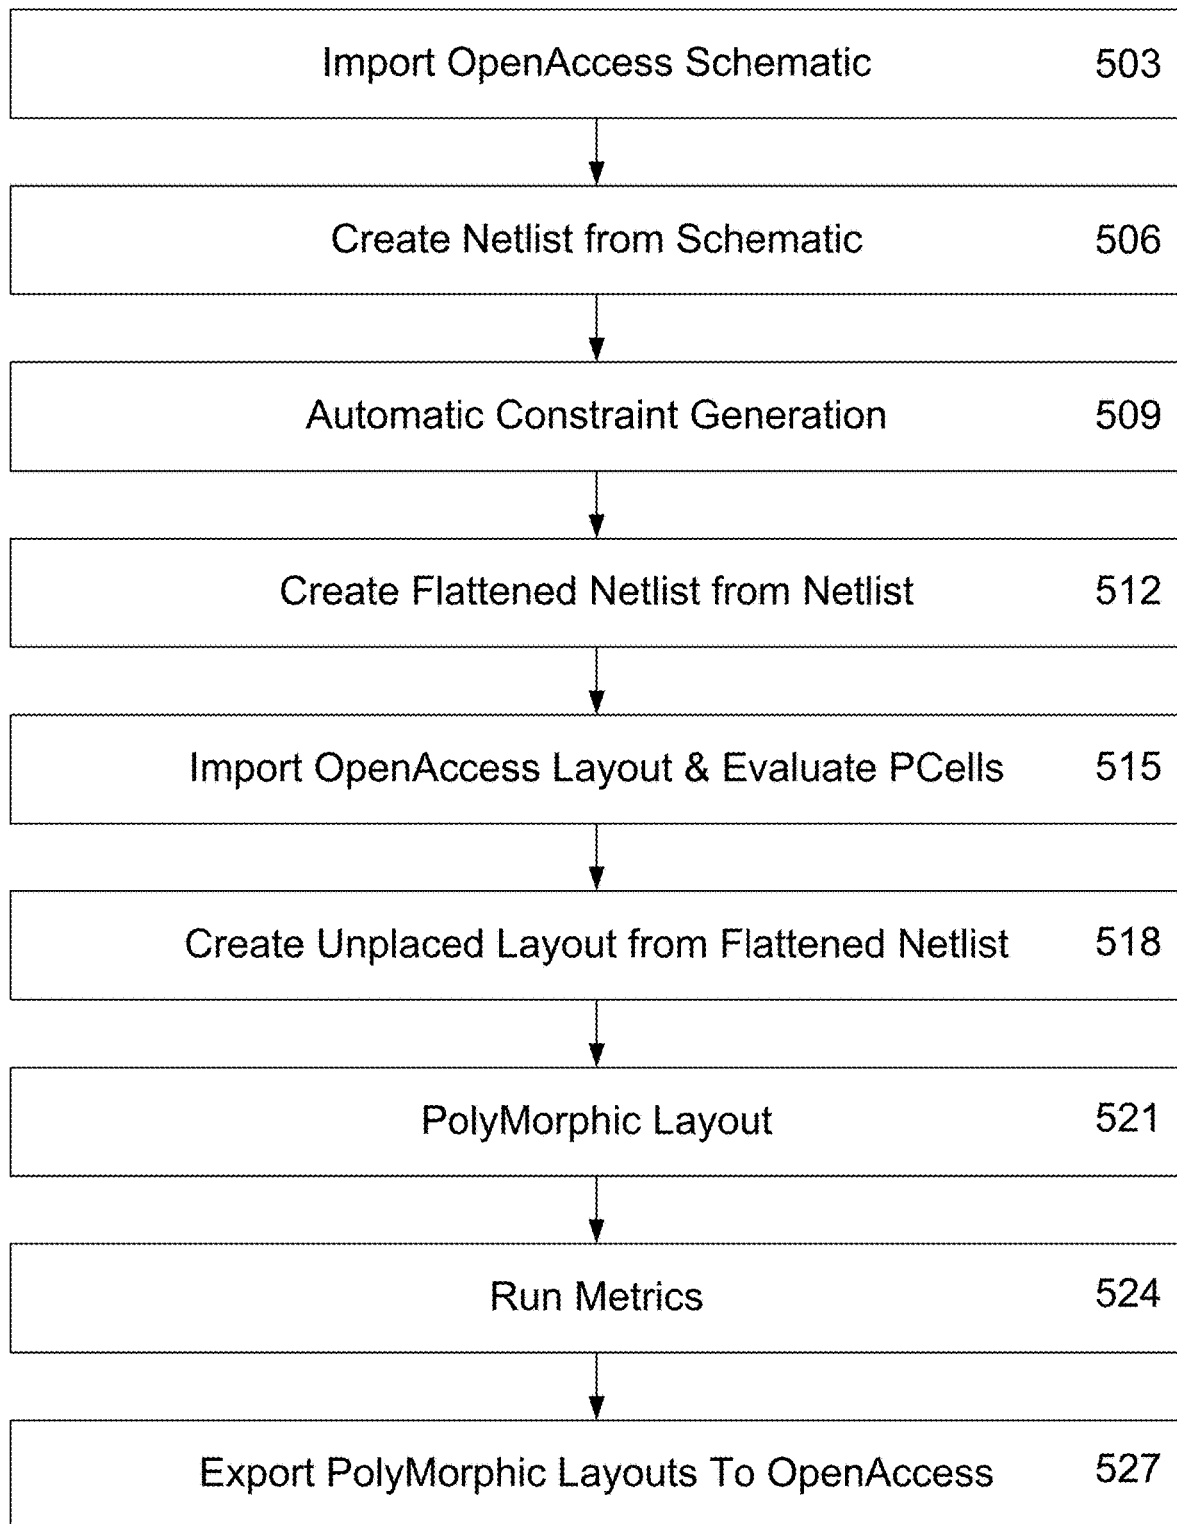 Import OpenAccess Schematic 503
Create Netlist from Schematic 506
Automatic Constraint Generation 509
Create Flattened Netlist from Netlist 512
Import OpenAccess Layout & Evaluate PCells 515
Create Unplaced Layout from Flattened Netlist 518
PolyMorphic Layout 521
Run Metrics 524
Export PolyMorphic Layouts To OpenAccess 527